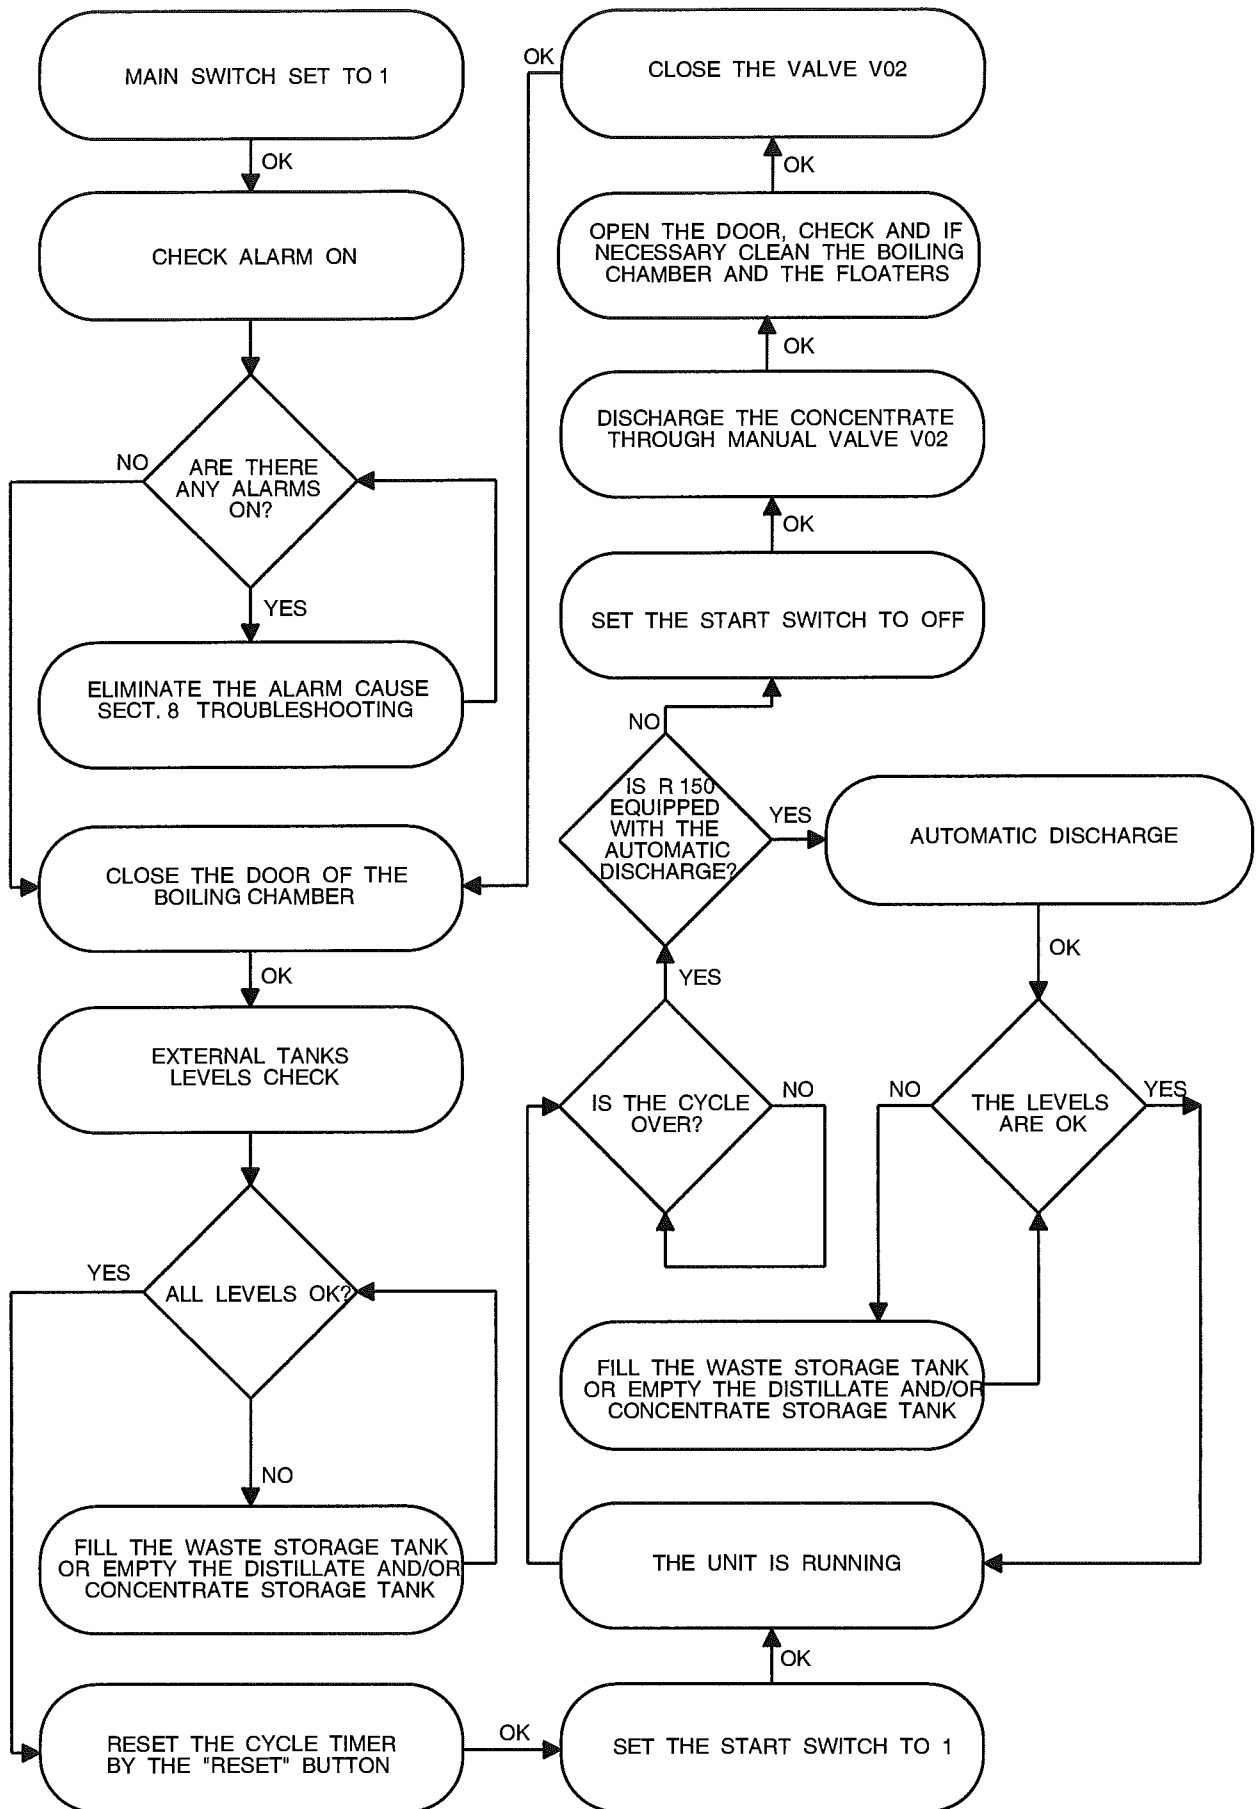 MAIN SWITCH SET TO 1
OK
CHECK ALARM ON
NO
ARE THERE
ANY ALARMS
ON?
YES
ELIMINATE THE ALARM CAUSE
SECT. 8 TROUBLESHOOTING
CLOSE THE DOOR OF THE
BOILING CHAMBER
OK
EXTERNAL TANKS
LEVELS CHECK
YES
ALL LEVELS OK?
NO
FILL THE WASTE STORAGE TANK
OR EMPTY THE DISTILLATE AND/OR
CONCENTRATE STORAGE TANK
RESET THE CYCLE TIMER
BY THE "RESET" BUTTON
OK
SET THE START SWITCH TO 1
OK
THE UNIT IS RUNNING
IS THE CYCLE
OVER?
NO
YES
IS R 150
EQUIPPED
WITH THE
AUTOMATIC
DISCHARGE?
YES
AUTOMATIC DISCHARGE
OK
THE LEVELS
ARE OK
YES
NO
FILL THE WASTE STORAGE TANK
OR EMPTY THE DISTILLATE AND/OR
CONCENTRATE STORAGE TANK
NO
SET THE START SWITCH TO OFF
OK
DISCHARGE THE CONCENTRATE
THROUGH MANUAL VALVE V02
OK
OPEN THE DOOR, CHECK AND IF
NECESSARY CLEAN THE BOILING
CHAMBER AND THE FLOATERS
OK
CLOSE THE VALVE V02
OK